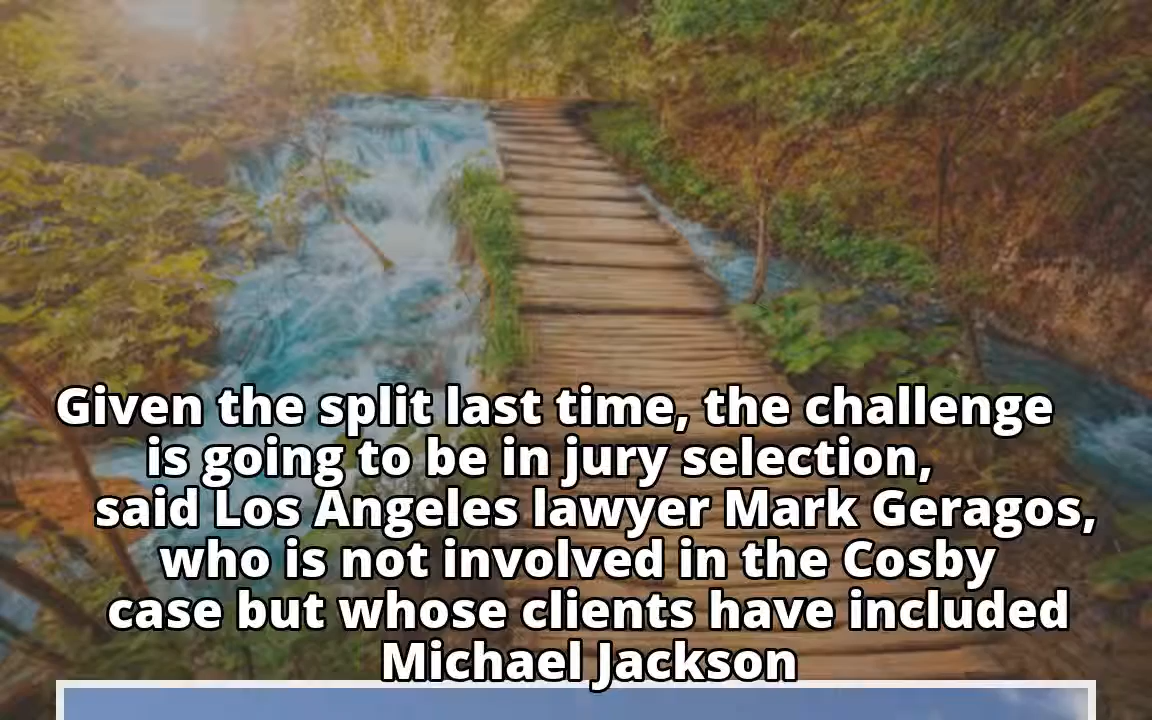 Given the split last time, the challenge
is going to be in jury selection,
said Los Angeles lawyer Mark Geragos,
who is not involved in the Cosby
case but whose clients have included
Michael Jackson